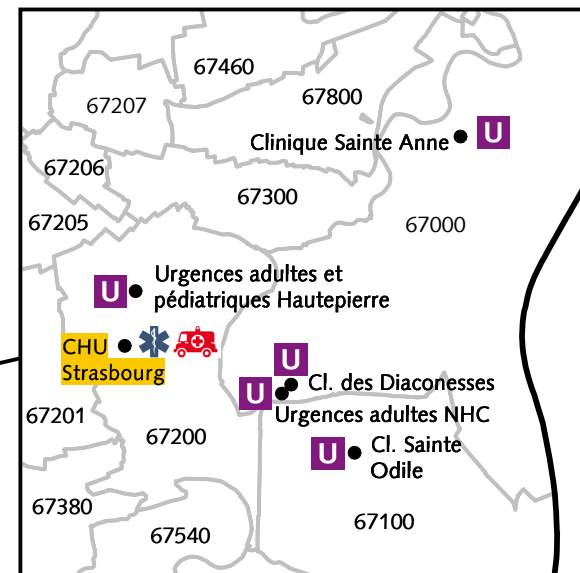 67460
67207
67800
Clinique Sainte Anne
U
67206
67300
67205
67000
Urgences adultes et
pédiatriques Hautepierre
U
CHU
Strasbourg
U
Cl. des Diaconesses
U
Urgences adultes NHC
67201
67200
U
Cl. Sainte
Odile
67380
67540
67100